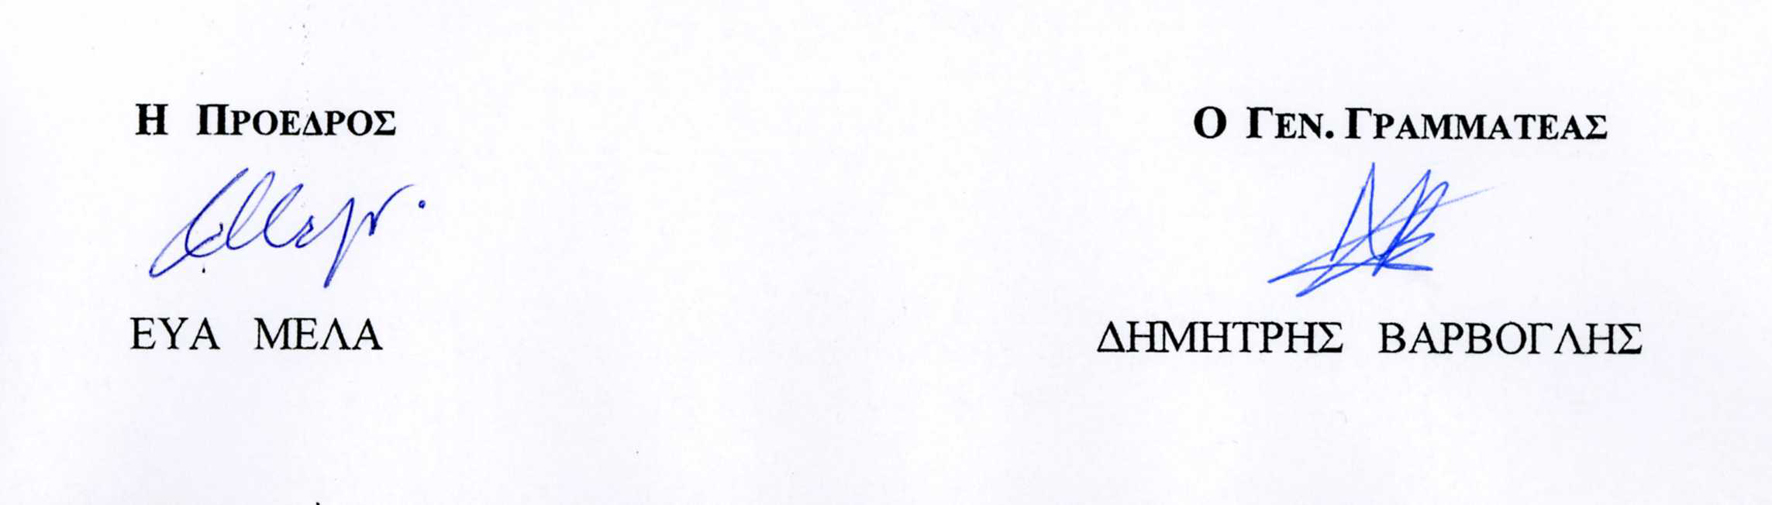 Η ΠΡΟΕΔΡΟΣ
Ο ΓΕΝ. ΓΡΑΜΜΑΤΕΑΣ
ΕΥΑ ΜΕΛΑ
ΔΗΜΗΤΡΗΣ ΒΑΡΒΟΓΛΗΣ